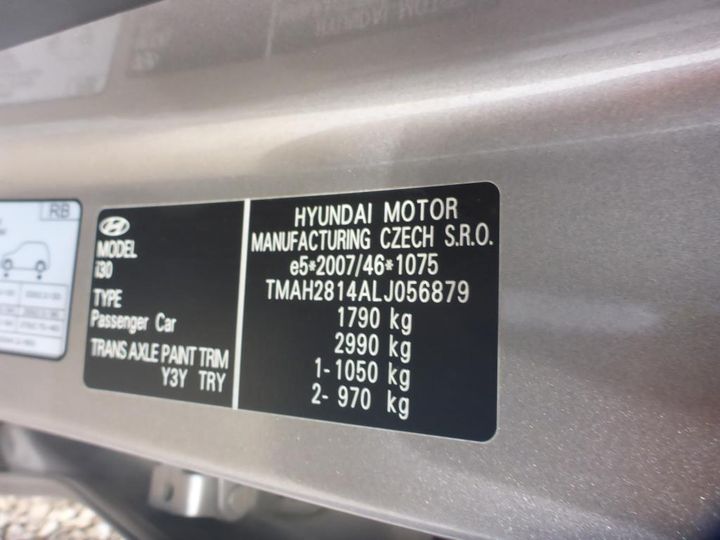 RB
MODEL
i30
TYPE
Passenger Car
TRANS AXLE PAINT TRIM
Y3Y TRY
HYUNDAI MOTOR
MANUFACTURING CZECH S.R.O.
e5*2007/46*1075
TMAH2814ALJ056879
1790 kg
2990 kg
1- 1050 kg
2- 970 kg